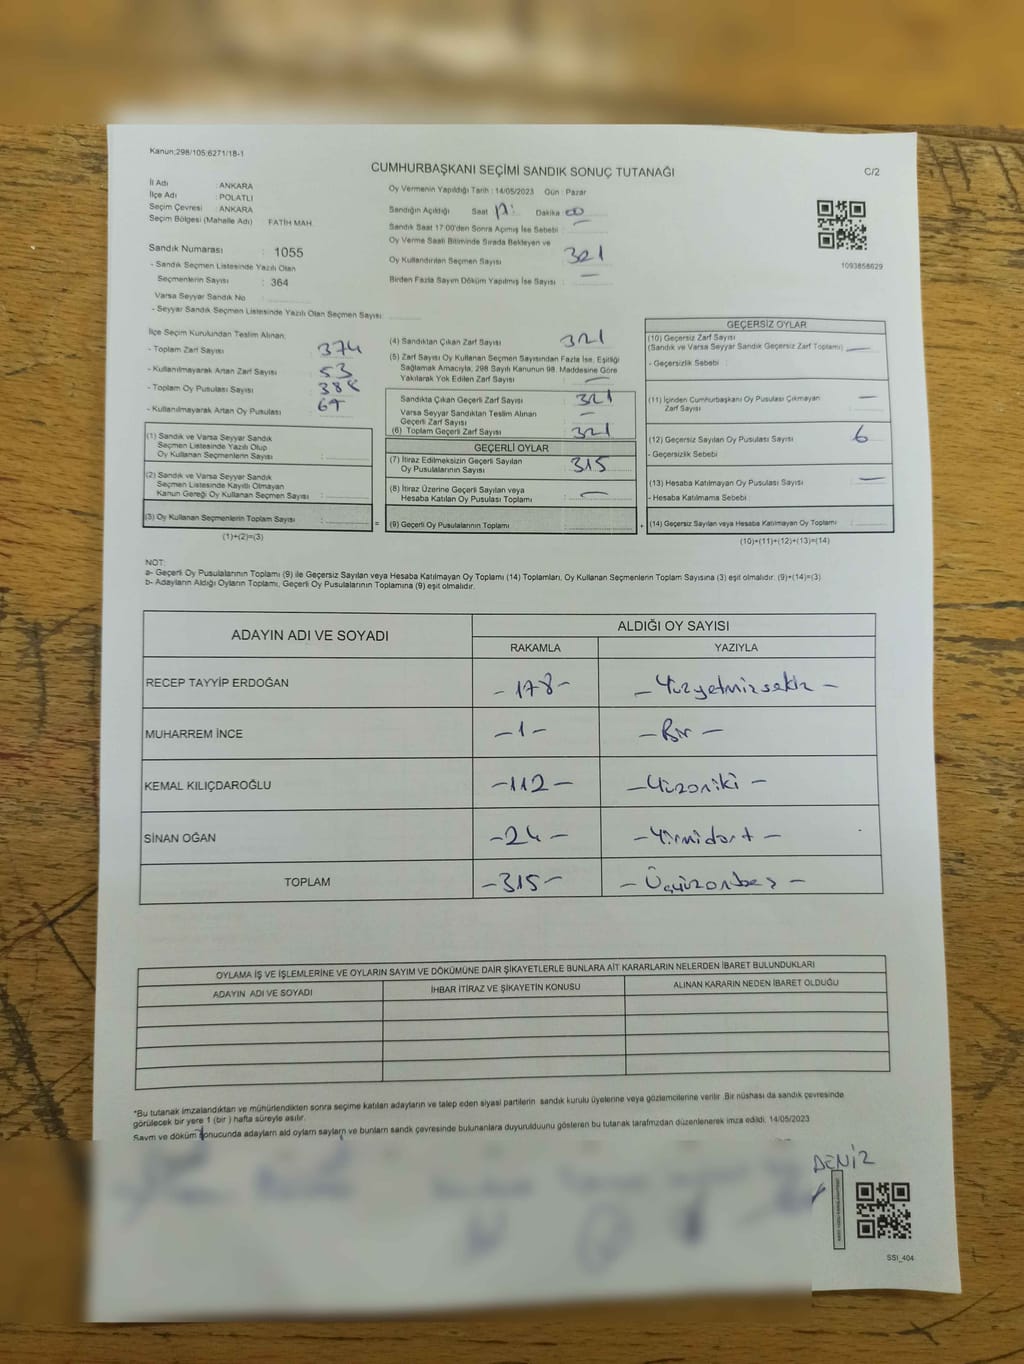 Kanun;298/105;6271/18-1
CUMHURBAŞKANI SEÇİMİ SANDIK SONUÇ TUTANAĞI
C/2
İl Adı : ANKARA
İlçe Adı : POLATLI
Seçim Çevresi : ANKARA
Seçim Bölgesi (Mahalle Adı) FATİH MAH.
Sandık Numarası : 1055
- Sandık Seçmen Listesinde Yazılı Olan
Seçmenlerin Sayısı : 364
Varsa Seyyar Sandık No :
- Seyyar Sandık Seçmen Listesinde Yazılı Olan Seçmen Sayısı :
Oy Vermenin Yapıldığı Tarih : 14/05/2023 Gün : Pazar
Sandığın Açıldığı Saat 17: Dakika 00
Sandık Saat 17:00'den Sonra Açımış İse Sebebi :
Oy Verme Saati Bitiminde Sırada Bekleyen ve
Oy Kullandırılan Seçmen Sayısı : 321
Birden Fazla Sayım Döküm Yapılmış İse Sayısı : —
1093858629
İlçe Seçim Kurulundan Teslim Alınan;
- Toplam Zarf Sayısı : 374
- Kullanılmayarak Artan Zarf Sayısı : 53
- Toplam Oy Pusulası Sayısı
- Kullanılmayarak Artan Oy Pusulası
(1) Sandık ve Varsa Seyyar Sandık
Seçmen Listesinde Yazılı Olup
Oy Kullanan Seçmenlerin Sayısı :
(2) Sandık ve Varsa Seyyar Sandık
Seçmen Listesinde Kayıtlı Olmayan
Kanun Gereği Oy Kullanan Seçmen Sayısı :
(3) Oy Kullanan Seçmenlerin Toplam Sayısı :
(1)+(2)=(3)
(4) Sandıktan Çıkan Zarf Sayısı : 321
(5) Zarf Sayısı Oy Kullanan Seçmen Sayısından Fazla İse, Eşitliği
Sağlamak Amacıyla, 298 Sayılı Kanunun 98. Maddesine Göre
Yakılarak Yok Edilen Zarf Sayısı : —
Sandıkta Çıkan Geçerli Zarf Sayısı : 321
Varsa Seyyar Sandıktan Teslim Alınan
Geçerli Zarf Sayısı : —
(6) Toplam Geçerli Zarf Sayısı : 321
=
GEÇERLİ OYLAR
(7) İtiraz Edilmeksizin Geçerli Sayılan
Oy Pusulalarının Sayısı : 315
(8) İtiraz Üzerine Geçerli Sayılan veya
Hesaba Katılan Oy Pusulası Toplamı : —
(9) Geçerli Oy Pusulalarının Toplamı :
+
GEÇERSİZ OYLAR
(10) Geçersiz Zarf Sayısı
(Sandık ve Varsa Seyyar Sandık Geçersiz Zarf Toplamı) : —
- Geçersizlik Sebebi :
(11) İçinden Cumhurbaşkanı Oy Pusulası Çıkmayan
Zarf Sayısı : —
(12) Geçersiz Sayılan Oy Pusulası Sayısı : 6
- Geçersizlik Sebebi
(13) Hesaba Katılmayan Oy Pusulası Sayısı : —
- Hesaba Katılmama Sebebi :
(14) Geçersiz Sayılan veya Hesaba Katılmayan Oy Toplamı :
(10)+(11)+(12)+(13)=(14)
NOT:
a- Geçerli Oy Pusulalarının Toplamı (9) ile Geçersiz Sayılan veya Hesaba Katılmayan Oy Toplamı (14) Toplamları, Oy Kullanan Seçmenlerin Toplam Sayısına (3) eşit olmalıdır. (9)+(14)=(3)
b- Adayların Aldığı Oyların Toplamı, Geçerli Oy Pusulalarının Toplamına (9) eşit olmalıdır.
ADAYIN ADI VE SOYADI
ALDIĞI OY SAYISI
RAKAMLA YAZIYLA
RECEP TAYYİP ERDOĞAN - 178 - - Yüzyetmişsekiz -
MUHARREM İNCE - 1 - - Bir -
KEMAL KILIÇDAROĞLU - 112 - - Yüzoniki -
SİNAN OĞAN - 24 - - Yirmidört -
TOPLAM - 315 - - Üçyüzonbeş -
OYLAMA İŞ VE İŞLEMLERİNE VE OYLARIN SAYIM VE DÖKÜMÜNE DAİR ŞİKAYETLERLE BUNLARA AİT KARARLARIN NELERDEN İBARET BULUNDUKLARI
ADAYIN ADI VE SOYADI İHBAR İTİRAZ VE ŞİKAYETİN KONUSU ALINAN KARARIN NEDEN İBARET OLDUĞU
*Bu tutanak imzalandıktan ve mühürlendikten sonra seçime katılan adayların ve talep eden siyasi partilerin sandık kurulu üyelerine veya gözlemcilerine verilir. Bir nüshası da sandık çevresinde
görülecek bir yere 1 (bir ) hafta süreyle asılır.
Sayım ve döküm sonucunda adayların ald oyların sayıların bunların sandk çevresinde bulunanlara duyurulduunu gösteren bu tutanak tarafmzdan düzenlenerek imza edildi. 14/05/2023
DENİZ
SSI_404